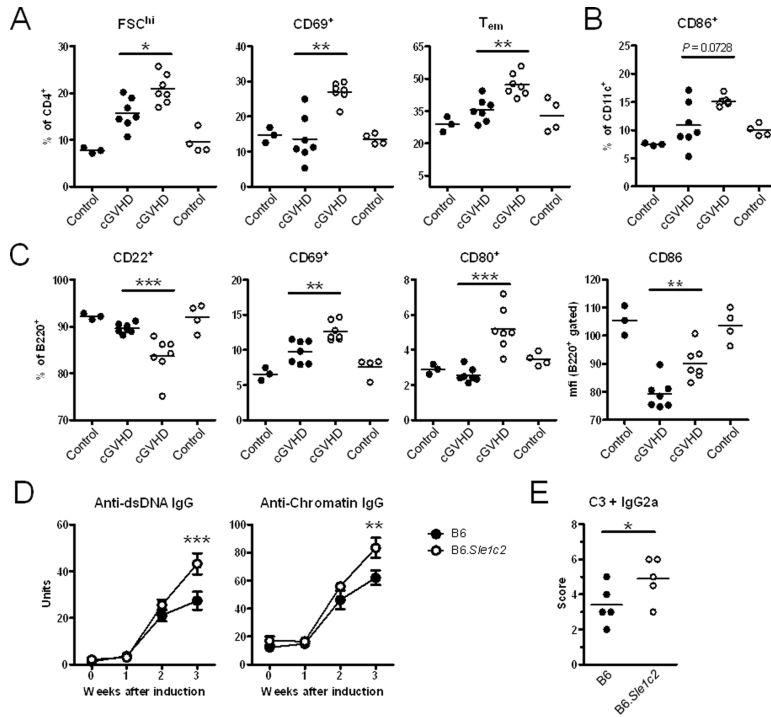 A
FSChi
CD69+
Tem
% of CD4+
40
30
20
10
0
*
40
30
20
10
0
**
65
45
25
5
**
Control
cGVHD
cGVHD
Control
Control
cGVHD
cGVHD
Control
Control
cGVHD
cGVHD
Control
B
CD86+
% of CD11c+
25
20
15
10
5
0
P = 0.0728
Control
cGVHD
cGVHD
Control
C
CD22+
CD69+
CD80+
CD86
% of B220+
100
90
80
70
***
20
15
10
5
0
**
8
6
4
2
0
***
mfi (B220+ gated)
120
110
100
90
80
70
**
Control
cGVHD
cGVHD
Control
Control
cGVHD
cGVHD
Control
Control
cGVHD
cGVHD
Control
Control
cGVHD
cGVHD
Control
D
Anti-dsDNA IgG
Anti-Chromatin IgG
Units
60
40
20
0
***
0 1 2 3
Weeks after induction
100
80
60
40
20
0
**
0 1 2 3
Weeks after induction
B6
B6.Sle1c2
E
C3 + IgG2a
Score
8
6
4
2
0
*
B6
B6.Sle1c2